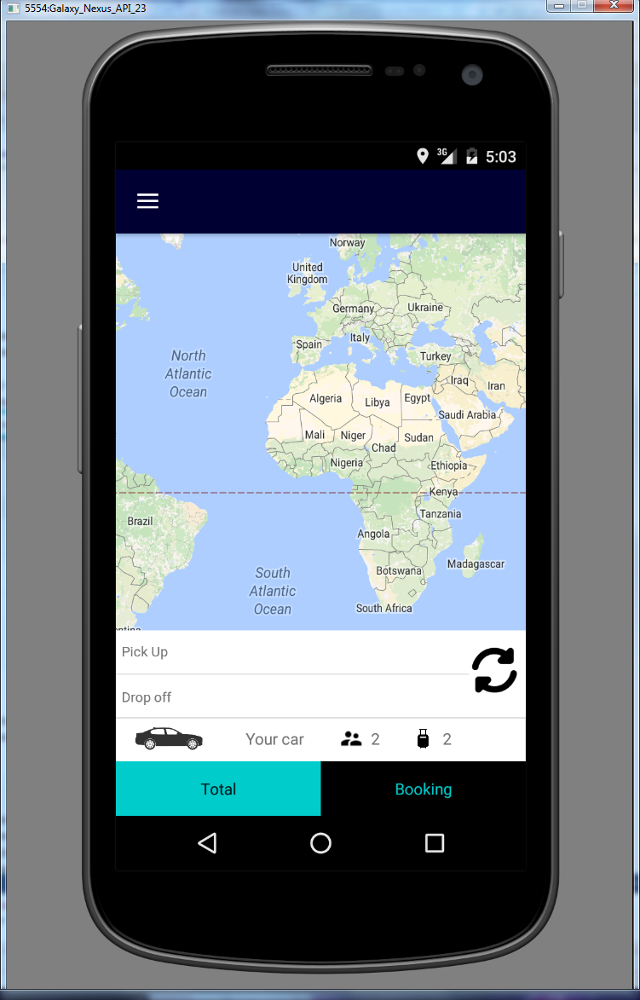 5554:Galaxy_Nexus_API_23
3G 5:03
Norway
United
Kingdom
Germany
Ukraine
Italy
Spain
Turkey
North
Atlantic
Ocean
Iraq
Iran
Algeria
Libya
Egypt
Saudi Arabia
Mali
Niger
Sudan
Chad
Nigeria
Ethiopia
Kenya
Brazil
Tanzania
Angola
South
Atlantic
Ocean
Botswana
Madagascar
South Africa
ntina
Pick Up
Drop off
Your car 2 2
Total Booking